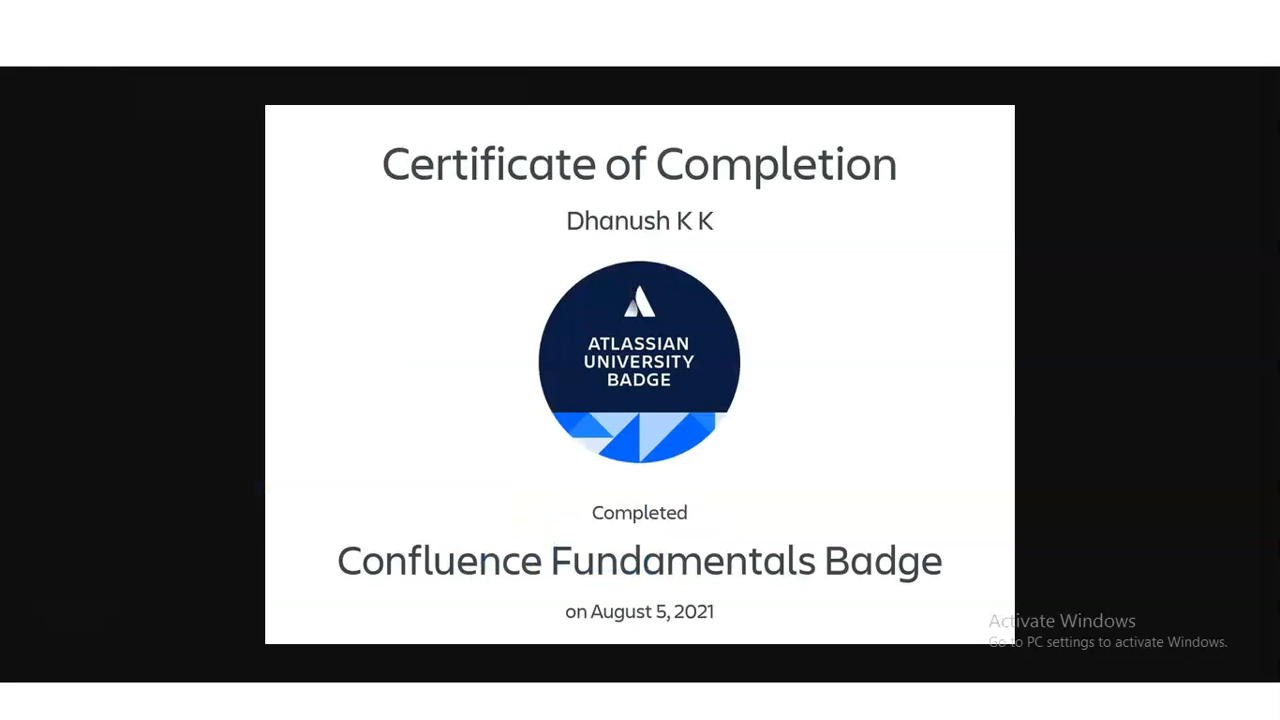 Certificate of Completion
Dhanush K K
ATLASSIAN
UNIVERSITY
BADGE
Completed
Confluence Fundamentals Badge
on August 5, 2021
Activate Windows
Go to PC settings to activate Windows.